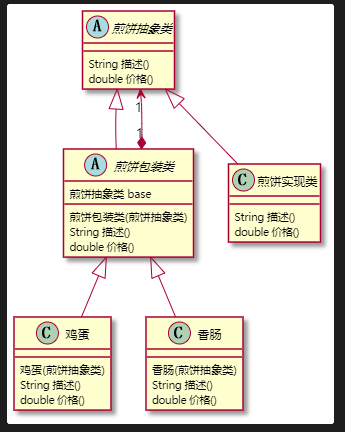 A 煎饼抽象类
String 描述()
double 价格()
1
1
A 煎饼包装类
煎饼抽象类 base
煎饼包装类(煎饼抽象类)
String 描述()
double 价格()
C 煎饼实现类
String 描述()
double 价格()
C 鸡蛋
鸡蛋(煎饼抽象类)
String 描述()
double 价格()
C 香肠
香肠(煎饼抽象类)
String 描述()
double 价格()